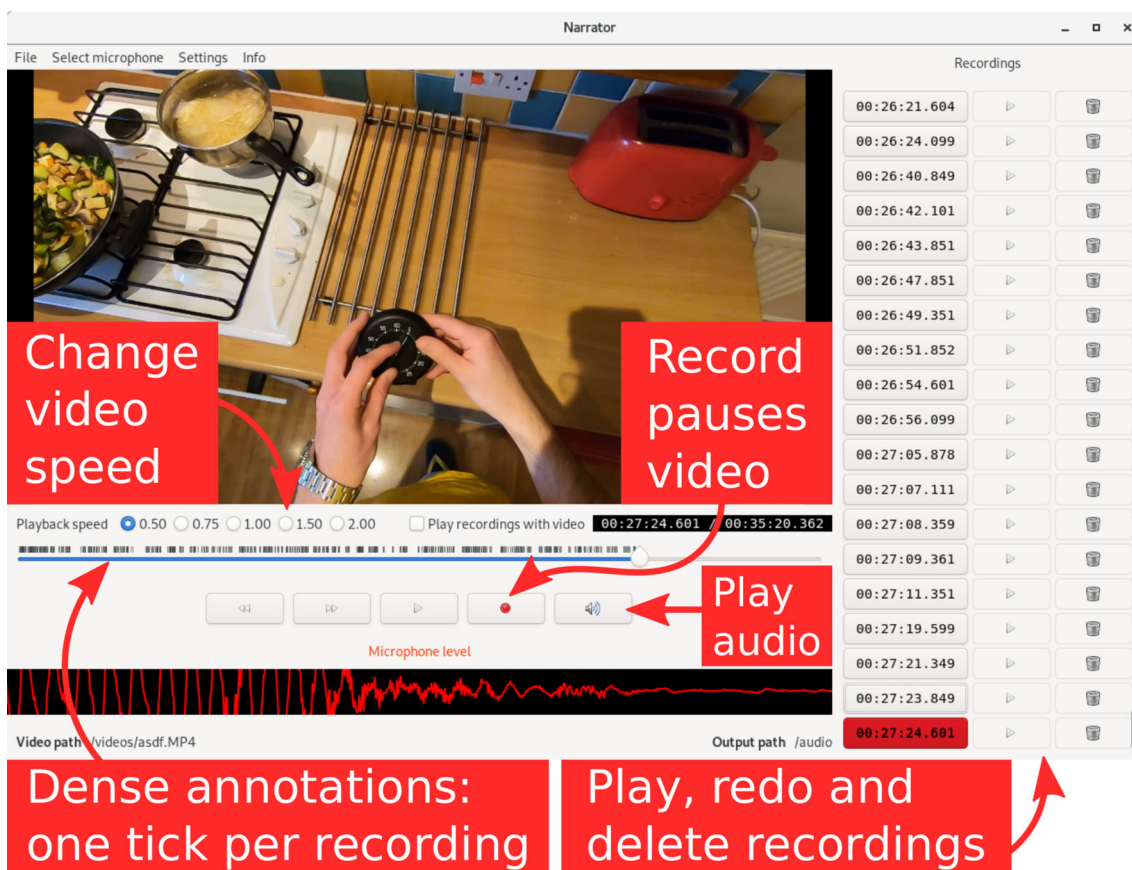 Narrator
File Select microphone Settings Info
Recordings
00:26:21.604
00:26:24.099
00:26:40.849
00:26:42.101
00:26:43.851
00:26:47.851
00:26:49.351
00:26:51.852
00:26:54.601
00:26:56.099
00:27:05.878
00:27:07.111
00:27:08.359
00:27:09.361
00:27:11.351
00:27:19.599
00:27:21.349
00:27:23.849
00:27:24.601
Change
video
speed
Record
pauses
video
Playback speed 0.50 0.75 1.00 1.50 2.00 Play recordings with video 00:27:24.601 / 00:35:20.362
Play
audio
Microphone level
Video path /videos/asdf.MP4
Output path /audio
Dense annotations:
one tick per recording
Play, redo and
delete recordings